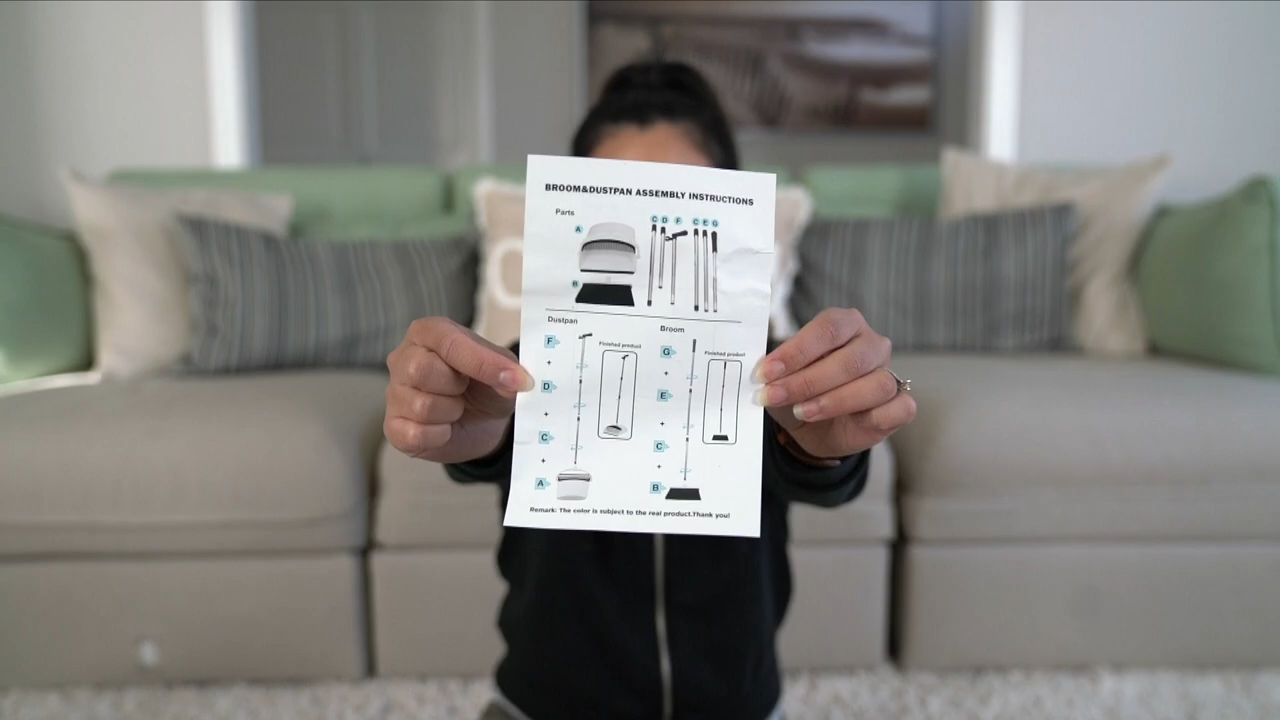 BROOM&DUSTPAN ASSEMBLY INSTRUCTIONS
Parts
A
C D F C E G
B
Dustpan
F
+
D
+
C
+
A
Finished product
Broom
G
+
E
+
C
+
B
Finished product
Remark: The color is subject to the real product.Thank you!